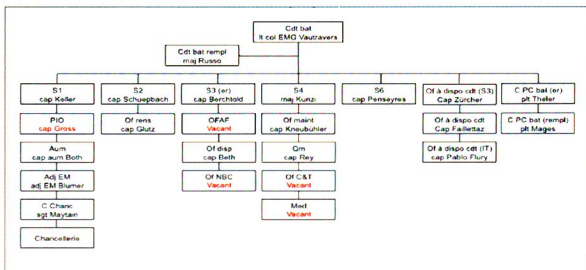 Cdt bat
lt col EMG Vautravers
Cdt bat rempl
maj Russo
S1
cap Keller
S2
cap Schuepbach
S3 (er)
cap Berchtold
S4
maj Kunzi
S6
cap Penseyres
Of à dispo cdt (S3)
Cap Zürcher
C PC bat (er)
plt Theler
PIO
cap Gross
Of rens
cap Glutz
OFAF
Vacant
Of maint
cap Kneubühler
Of à dispo cdt
Cap Faillettaz
C PC bat (rempl)
plt Mages
Aum
cap aum Both
Of disp
cap Beth
Qm
cap Rey
Of à dispo cdt (IT)
cap Pablo Flury
Adj EM
adj EM Blumer
Of NBC
Vacant
Of C&T
Vacant
C Chanc
sgt Maytain
Med
Vacant
Chancellerie